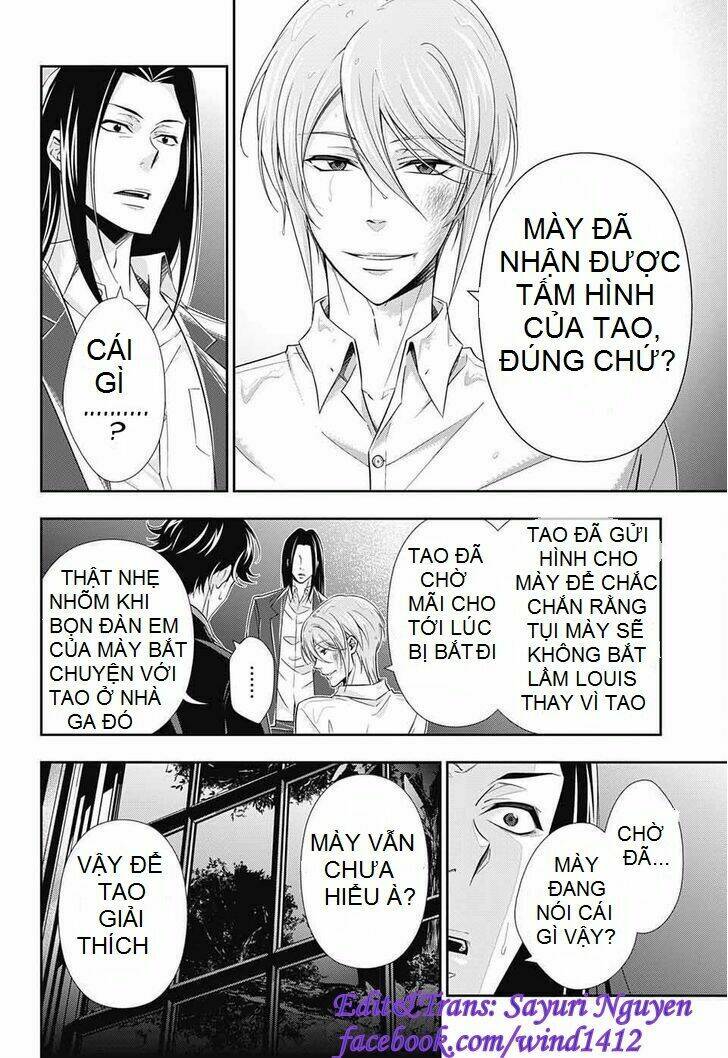 MÀY ĐÃ
NHẬN ĐƯỢC
TẤM HÌNH
CỦA TAO,
ĐÚNG CHỨ?
CÁI
GÌ
...........
?
TAO ĐÃ GỬI
HÌNH CHO
MÀY ĐỂ CHẮC
CHẮN RẰNG
TỤI MÀY SẼ
KHÔNG BẮT
LẦM LOUIS
THAY VÌ TAO
TAO ĐÃ
CHỜ
MÃI CHO
TỚI LÚC
BỊ BẮT ĐI
......
THẬT NHẸ
NHÕM KHI
BỌN ĐÀN EM
CỦA MÀY BẮT
CHUYỆN VỚI
TAO Ở NHÀ
GA ĐÓ
CHỜ
ĐÃ...
MÀY
ĐANG
NÓI CÁI
GÌ VẬY?
MÀY VẪN
CHƯA
HIỂU À?
VẬY ĐỂ
TAO
GIẢI
THÍCH
Edit&Trans: Sayuri Nguyen
facebook.com/wind1412